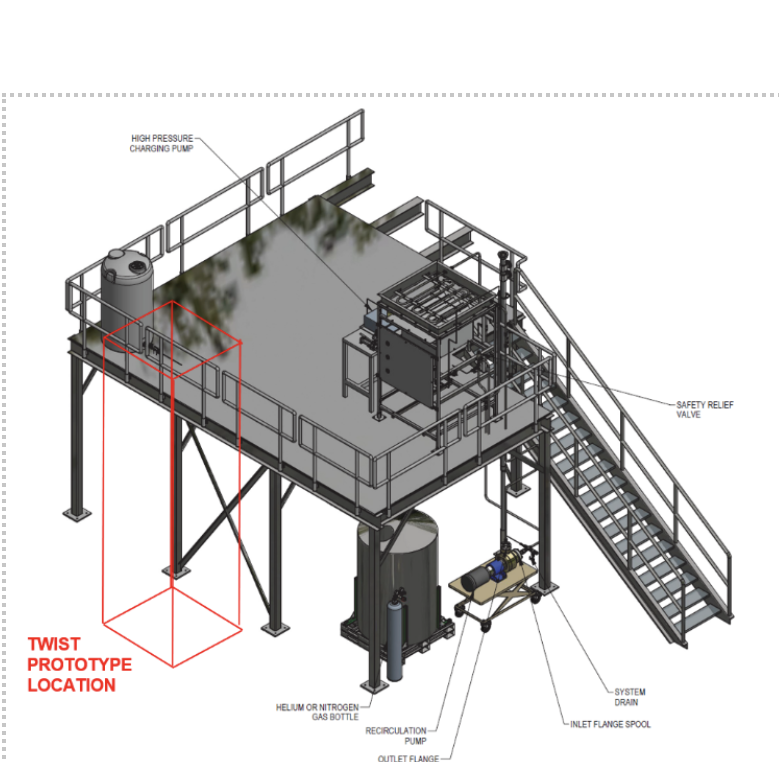 HIGH PRESSURE
CHARGING PUMP
SAFETY RELIEF
VALVE
TWIST
PROTOTYPE
LOCATION
SYSTEM
DRAIN
HELIUM OR NITROGEN
GAS BOTTLE
INLET FLANGE SPOOL
RECIRCULATION
PUMP
OUTLET FLANGE